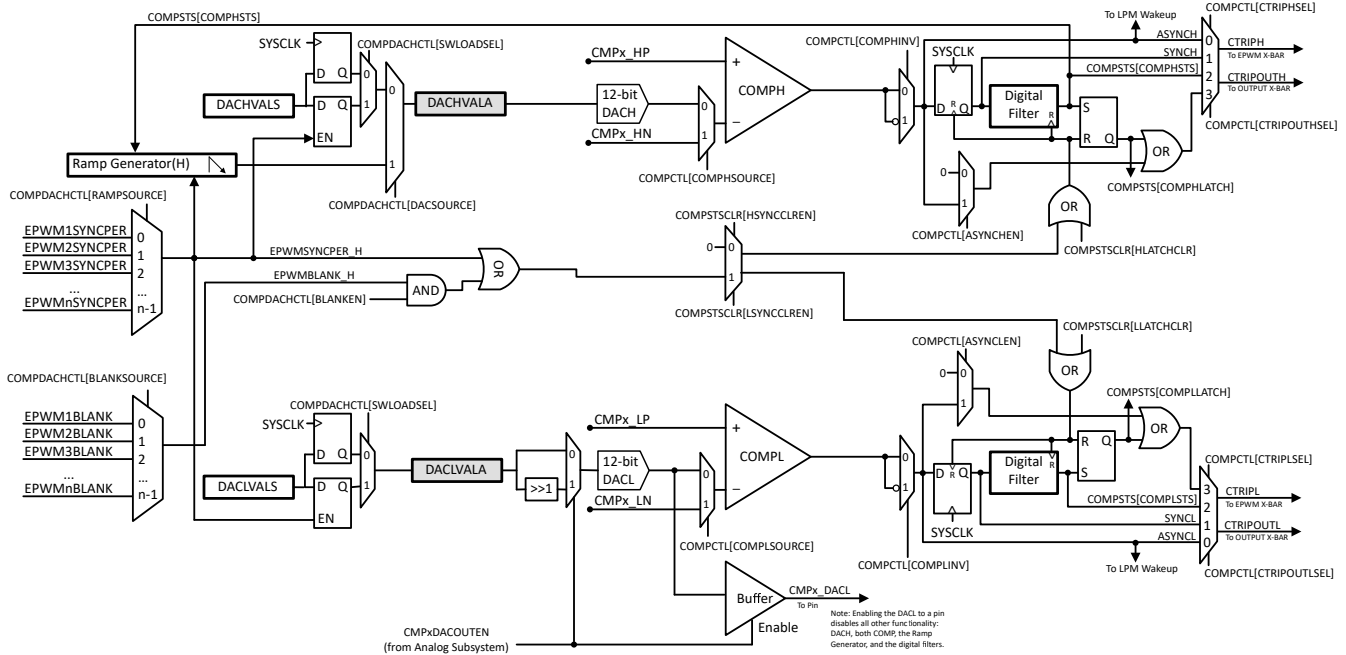 COMPSTS[COMPHSTS]
COMPCTL[CTRIPHSEL]
To LPM Wakeup
ASYNCH
0
CTRIPH
To EPWM X-BAR
SYNCH
1
COMPSTS[COMPHSTS]
2
CTRIPOUTH
To OUTPUT X-BAR
3
COMPCTL[CTRIPOUTHSEL]
SYSCLK
COMPDACHCTL[SWLOADSEL]
D Q
0
1
0
1
DACHVALS
D Q
EN
DACHVALA
CMPx_HP
12-bit
DACH
CMPx_HN
0
1
+
COMPH
–
COMPCTL[COMPHSOURCE]
COMPCTL[COMPHINV]
0
1
SYSCLK
D Q
R
Digital
Filter
R
S
R Q
OR
COMPSTS[COMPHLATCH]
0
0
1
COMPCTL[ASYNCHEN]
OR
COMPSTSCLR[HLATCHCLR]
Ramp Generator(H)
COMPDACHCTL[DACSOURCE]
COMPDACHCTL[RAMPSOURCE]
EPWM1SYNCPER
0
EPWM2SYNCPER
1
EPWM3SYNCPER
2
...
...
EPWMnSYNCPER
n-1
EPWMSYNCPER_H
EPWMBLANK_H
COMPDACHCTL[BLANKEN]
AND
OR
COMPSTSCLR[HSYNCCLREN]
0
0
1
COMPSTSCLR[LSYNCCLREN]
COMPDACHCTL[BLANKSOURCE]
EPWM1BLANK
0
EPWM2BLANK
1
EPWM3BLANK
2
...
...
EPWMnBLANK
n-1
COMPDACHCTL[SWLOADSEL]
SYSCLK
D Q
0
1
DACLVALS
D Q
EN
DACLVALA
>>1
0
1
CMPx_LP
12-bit
DACL
CMPx_LN
0
1
+
COMPL
–
COMPCTL[COMPLSOURCE]
COMPCTL[ASYNCLEN]
0
0
1
COMPSTSCLR[LLATCHCLR]
OR
COMPSTS[COMPLLATCH]
OR
0
1
COMPCTL[COMPLINV]
D Q
R
SYSCLK
Digital
Filter
R
R Q
S
COMPCTL[CTRIPLSEL]
3
CTRIPL
To EPWM X-BAR
COMPSTS[COMPLSTS]
2
SYNCL
1
CTRIPOUTL
To OUTPUT X-BAR
ASYNCL
0
To LPM Wakeup
COMPCTL[CTRIPOUTLSEL]
Buffer
CMPx_DACL
To Pin
Enable
Note: Enabling the DACL to a pin
disables all other functionality:
DACH, both COMP, the Ramp
Generator, and the digital filters.
CMPxDACOUTEN
(from Analog Subsystem)